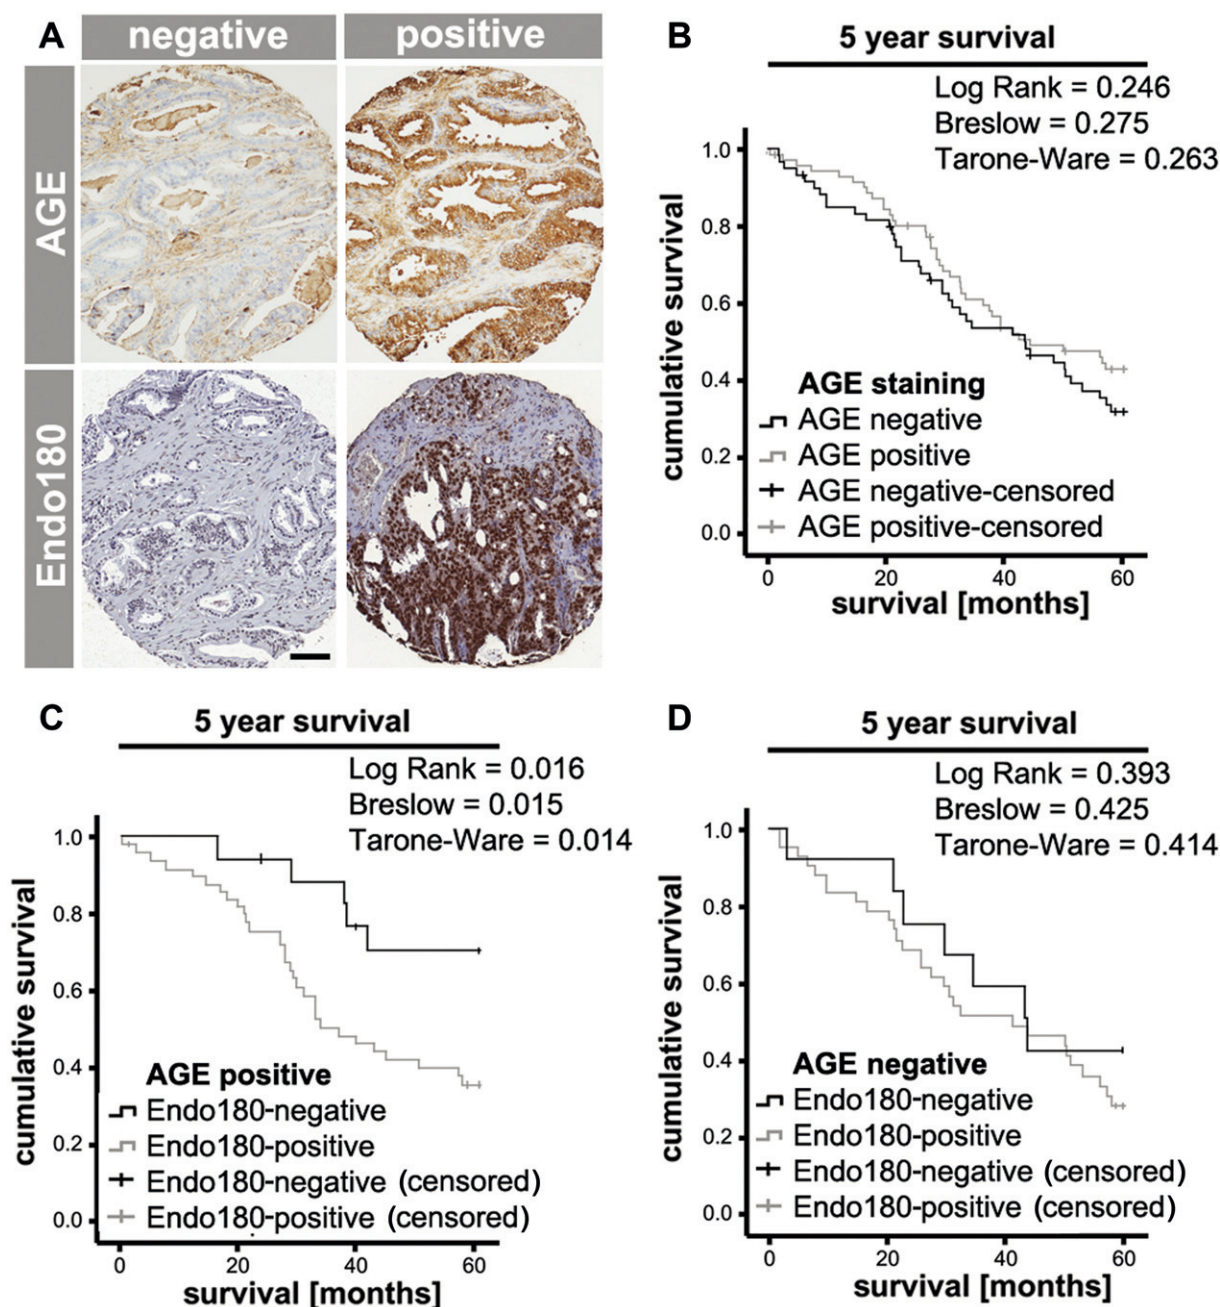 A
negative
positive
AGE
Endo180
B
5 year survival
Log Rank = 0.246
Breslow = 0.275
Tarone-Ware = 0.263
1.0
0.8
0.6
0.4
0.2
0.0
cumulative survival
AGE staining
AGE negative
AGE positive
AGE negative-censored
AGE positive-censored
0 20 40 60
survival [months]
C
5 year survival
Log Rank = 0.016
Breslow = 0.015
Tarone-Ware = 0.014
1.0
0.8
0.6
0.4
0.2
0.0
cumulative survival
AGE positive
Endo180-negative
Endo180-positive
Endo180-negative (censored)
Endo180-positive (censored)
0 20 40 60
survival [months]
D
5 year survival
Log Rank = 0.393
Breslow = 0.425
Tarone-Ware = 0.414
1.0
0.8
0.6
0.4
0.2
0.0
cumulative survival
AGE negative
Endo180-negative
Endo180-positive
Endo180-negative (censored)
Endo180-positive (censored)
0 20 40 60
survival [months]